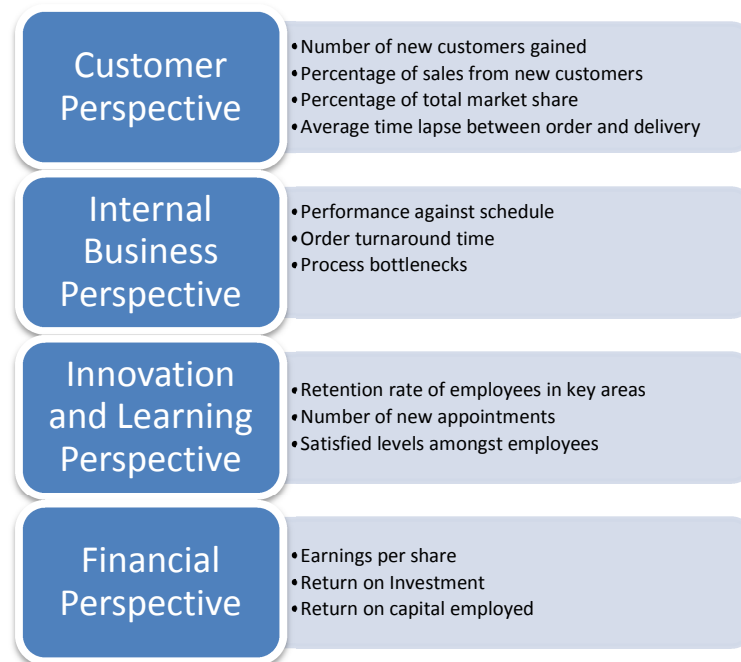 Customer
Perspective
•Number of new customers gained
•Percentage of sales from new customers
•Percentage of total market share
•Average time lapse between order and delivery
Internal
Business
Perspective
•Performance against schedule
•Order turnaround time
•Process bottlenecks
Innovation
and Learning
Perspective
•Retention rate of employees in key areas
•Number of new appointments
•Satisfied levels amongst employees
Financial
Perspective
•Earnings per share
•Return on Investment
•Return on capital employed